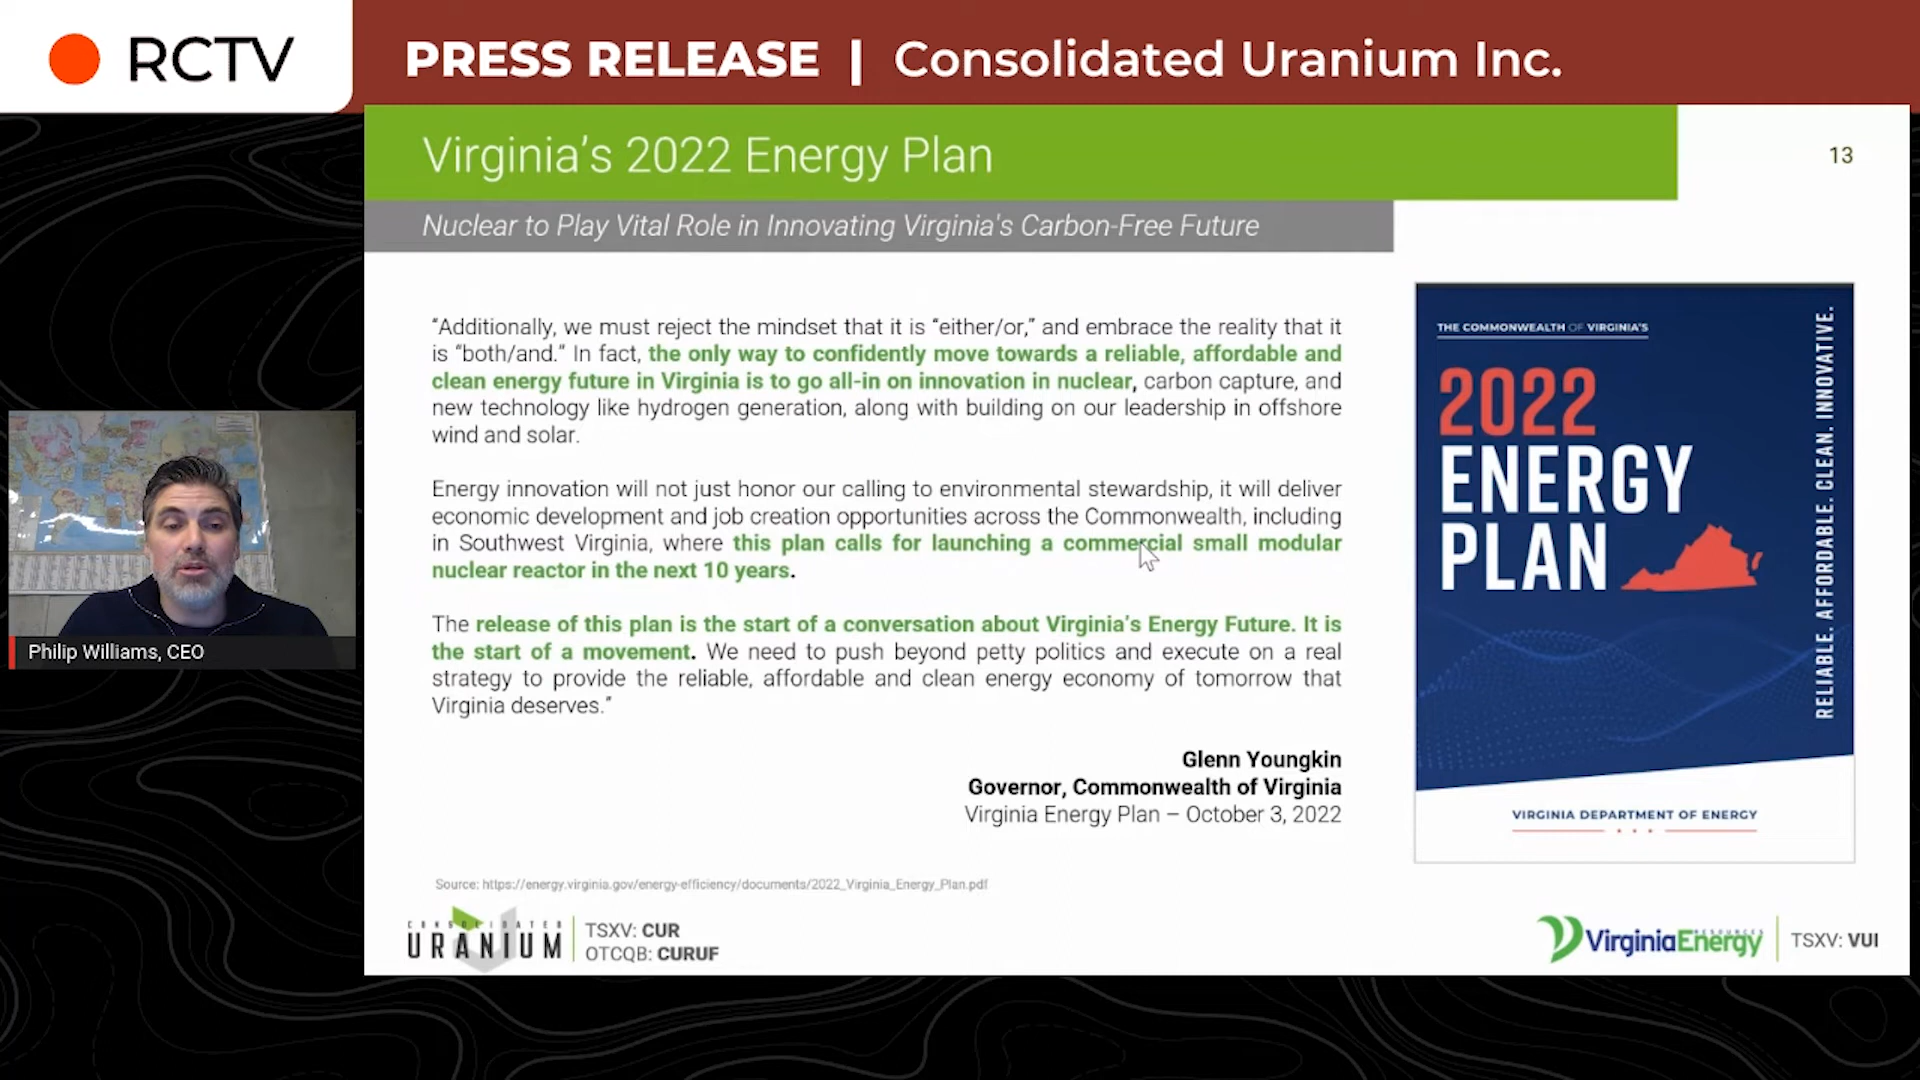 RCTV
PRESS RELEASE | Consolidated Uranium Inc.
Virginia's 2022 Energy Plan
13
Nuclear to Play Vital Role in Innovating Virginia's Carbon-Free Future
“Additionally, we must reject the mindset that it is “either/or,” and embrace the reality that it
is “both/and.” In fact, the only way to confidently move towards a reliable, affordable and
clean energy future in Virginia is to go all-in on innovation in nuclear, carbon capture, and
new technology like hydrogen generation, along with building on our leadership in offshore
wind and solar.
Energy innovation will not just honor our calling to environmental stewardship, it will deliver
economic development and job creation opportunities across the Commonwealth, including
in Southwest Virginia, where this plan calls for launching a commercial small modular
nuclear reactor in the next 10 years.
The release of this plan is the start of a conversation about Virginia’s Energy Future. It is
the start of a movement. We need to push beyond petty politics and execute on a real
strategy to provide the reliable, affordable and clean energy economy of tomorrow that
Virginia deserves.”
Glenn Youngkin
Governor, Commonwealth of Virginia
Virginia Energy Plan – October 3, 2022
THE COMMONWEALTH OF VIRGINIA'S
2022
ENERGY
PLAN
RELIABLE. AFFORDABLE. CLEAN. INNOVATIVE.
VIRGINIA DEPARTMENT OF ENERGY
Philip Williams, CEO
Source: https://energy.virginia.gov/energy-efficiency/documents/2022_Virginia_Energy_Plan.pdf
CONSOLIDATED
URANIUM
TSXV: CUR
OTCQB: CURUF
VirginiaEnergy
RESOURCES
TSXV: VUI